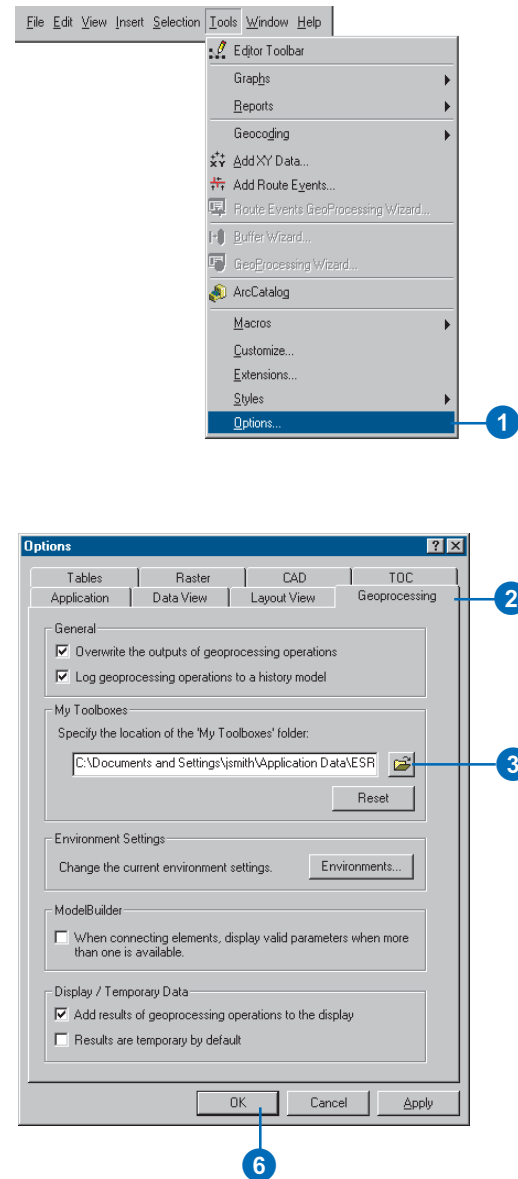 File Edit View Insert Selection Tools Window Help
Editor Toolbar
Graphs
Reports
Geocoding
Add XY Data...
Add Route Events...
Route Events GeoProcessing Wizard...
Buffer Wizard...
GeoProcessing Wizard...
ArcCatalog
Macros
Customize...
Extensions...
Styles
Options...
1
Options
Tables Raster CAD TOC
Application Data View Layout View Geoprocessing
2
General
Overwrite the outputs of geoprocessing operations
Log geoprocessing operations to a history model
My Toolboxes
Specify the location of the 'My Toolboxes' folder:
C:\Documents and Settings\jsmith\Application Data\ESR
3
Reset
Environment Settings
Change the current environment settings. Environments...
ModelBuilder
When connecting elements, display valid parameters when more
than one is available.
Display / Temporary Data
Add results of geoprocessing operations to the display
Results are temporary by default
OK Cancel Apply
6